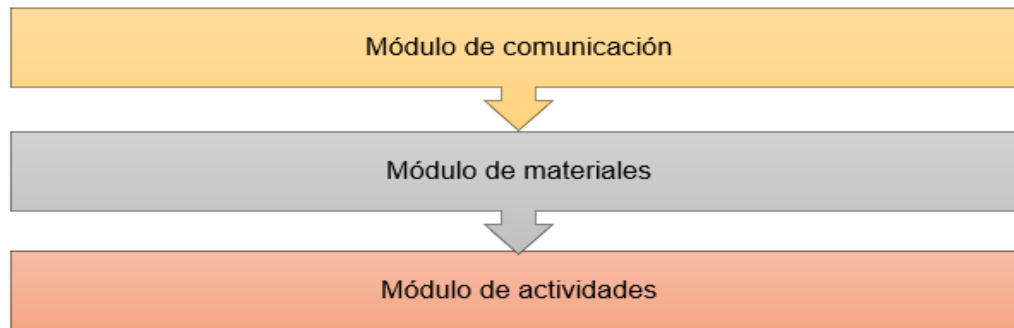 Módulo de comunicación
Módulo de materiales
Módulo de actividades